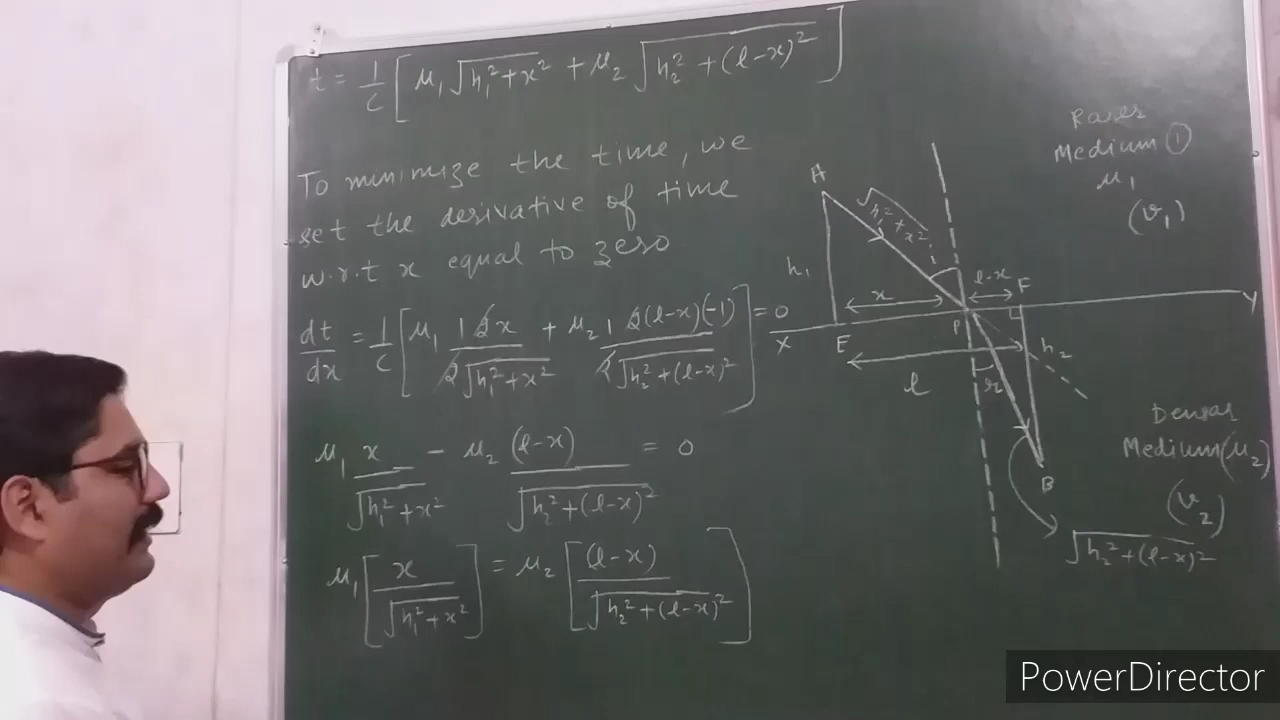 t = 1/c [ μ₁ √(h₁² + x²) + μ₂ √(h₂² + (l-x)²) ]
To minimize the time, we
set the derivative of time
w.r.t x equal to zero
dt/dx = 1/c [ μ₁ 1 2x / 2√(h₁² + x²) + μ₂ 1 2(l-x)(-1) / 2√(h₂² + (l-x)²) ] = 0
μ₁ x / √(h₁² + x²) - μ₂ (l-x) / √(h₂² + (l-x)²) = 0
μ₁ [ x / √(h₁² + x²) ] = μ₂ [ (l-x) / √(h₂² + (l-x)²) ]
Rarer
Medium ①
μ₁
(v₁)
A
√(h₁² + x²)
h₁
x
l-x
F
Y
X
E
P
h₂
l
r
B
√(h₂² + (l-x)²)
Denser
Medium (μ₂)
(v₂)
PowerDirector